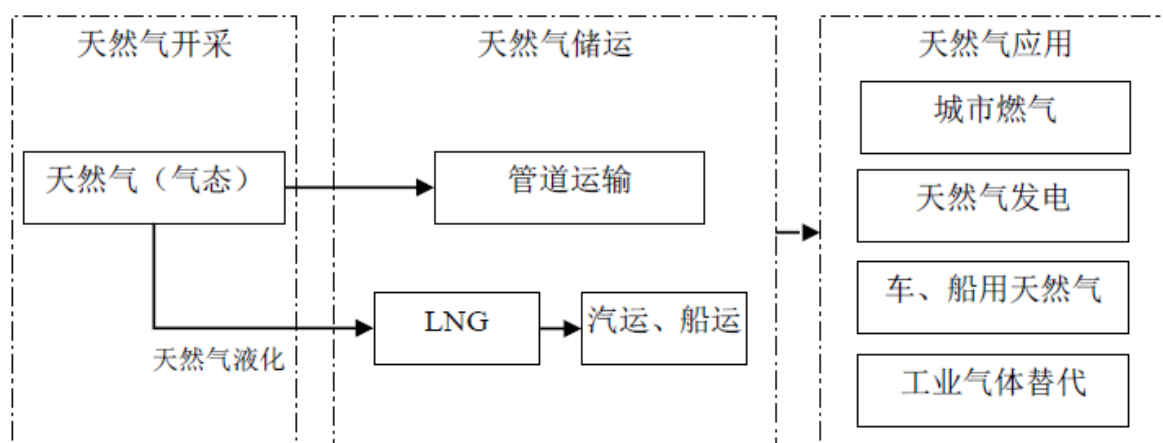 天然气开采
天然气（气态）
天然气液化
天然气储运
管道运输
LNG
汽运、船运
天然气应用
城市燃气
天然气发电
车、船用天然气
工业气体替代